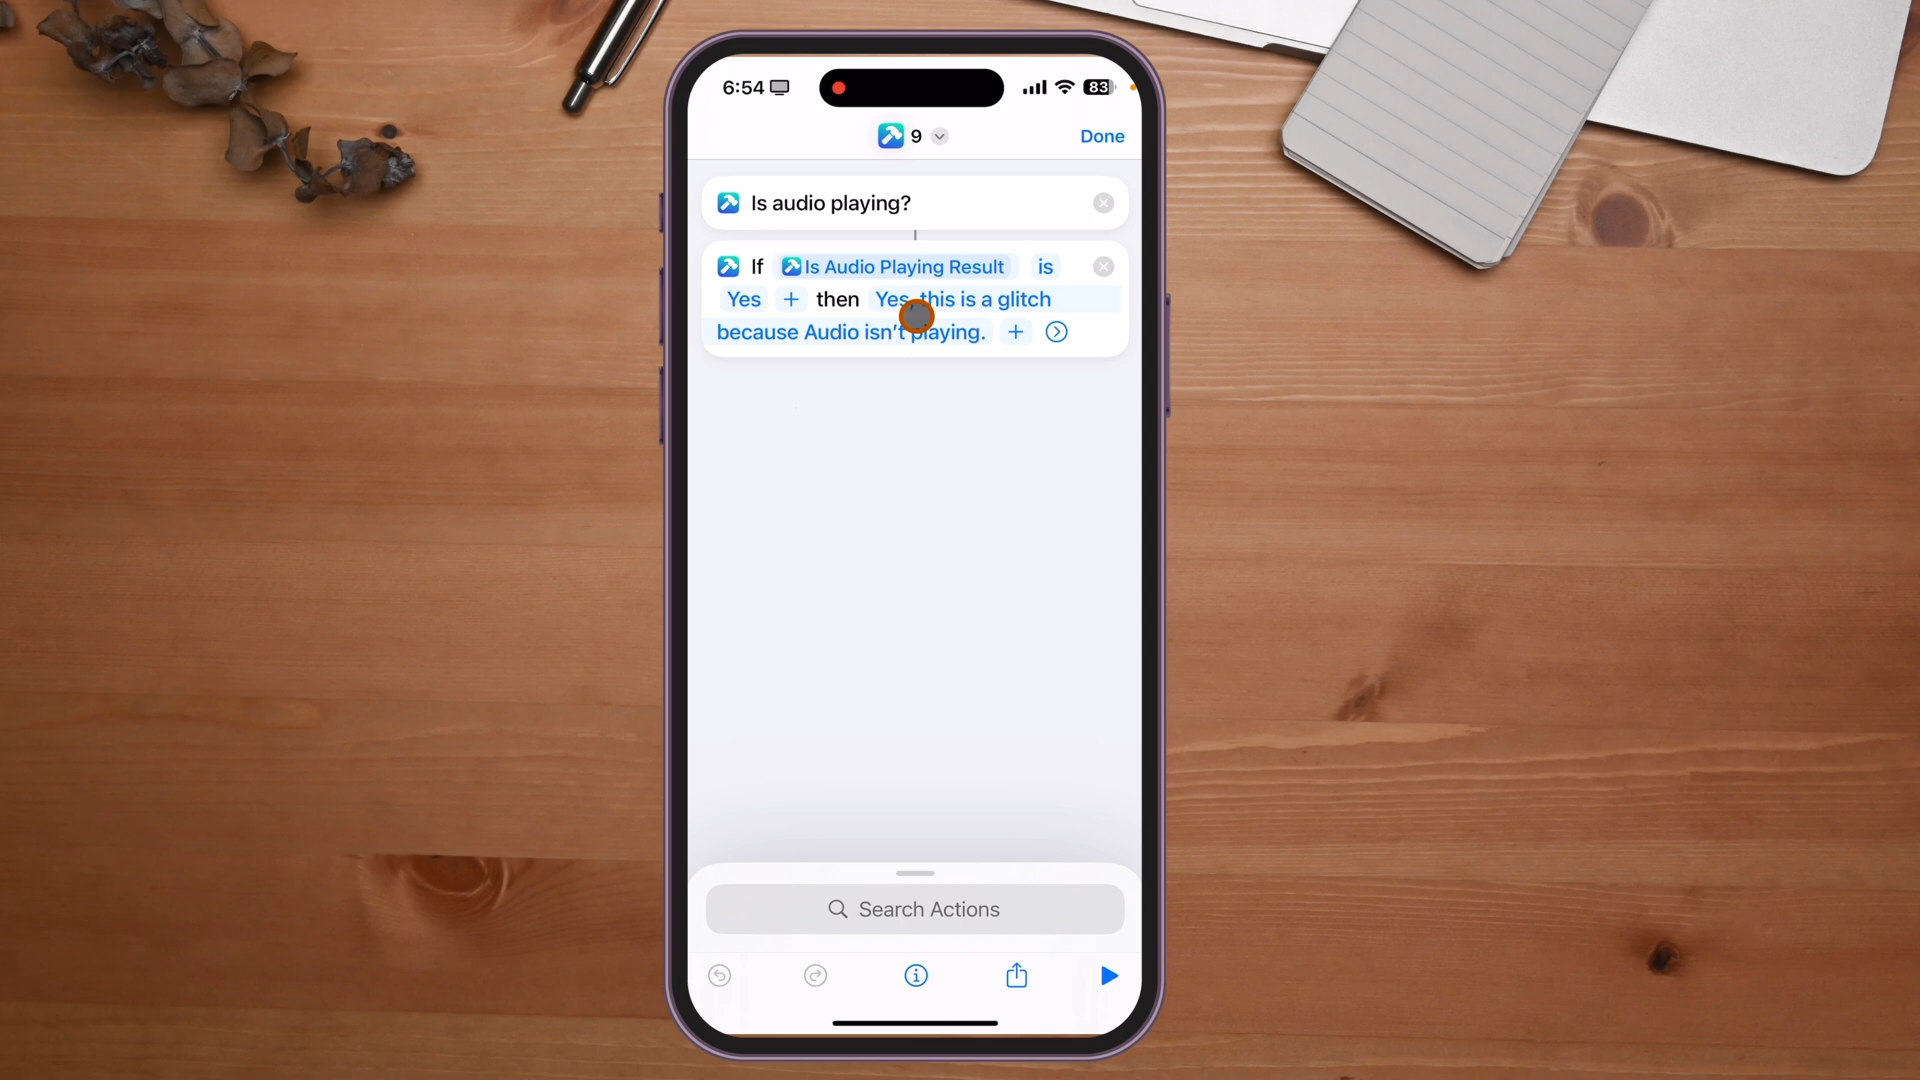 6:54
83
9
Done
Is audio playing?
If Is Audio Playing Result is
Yes + then Yes, this is a glitch
because Audio isn't playing. +
Search Actions